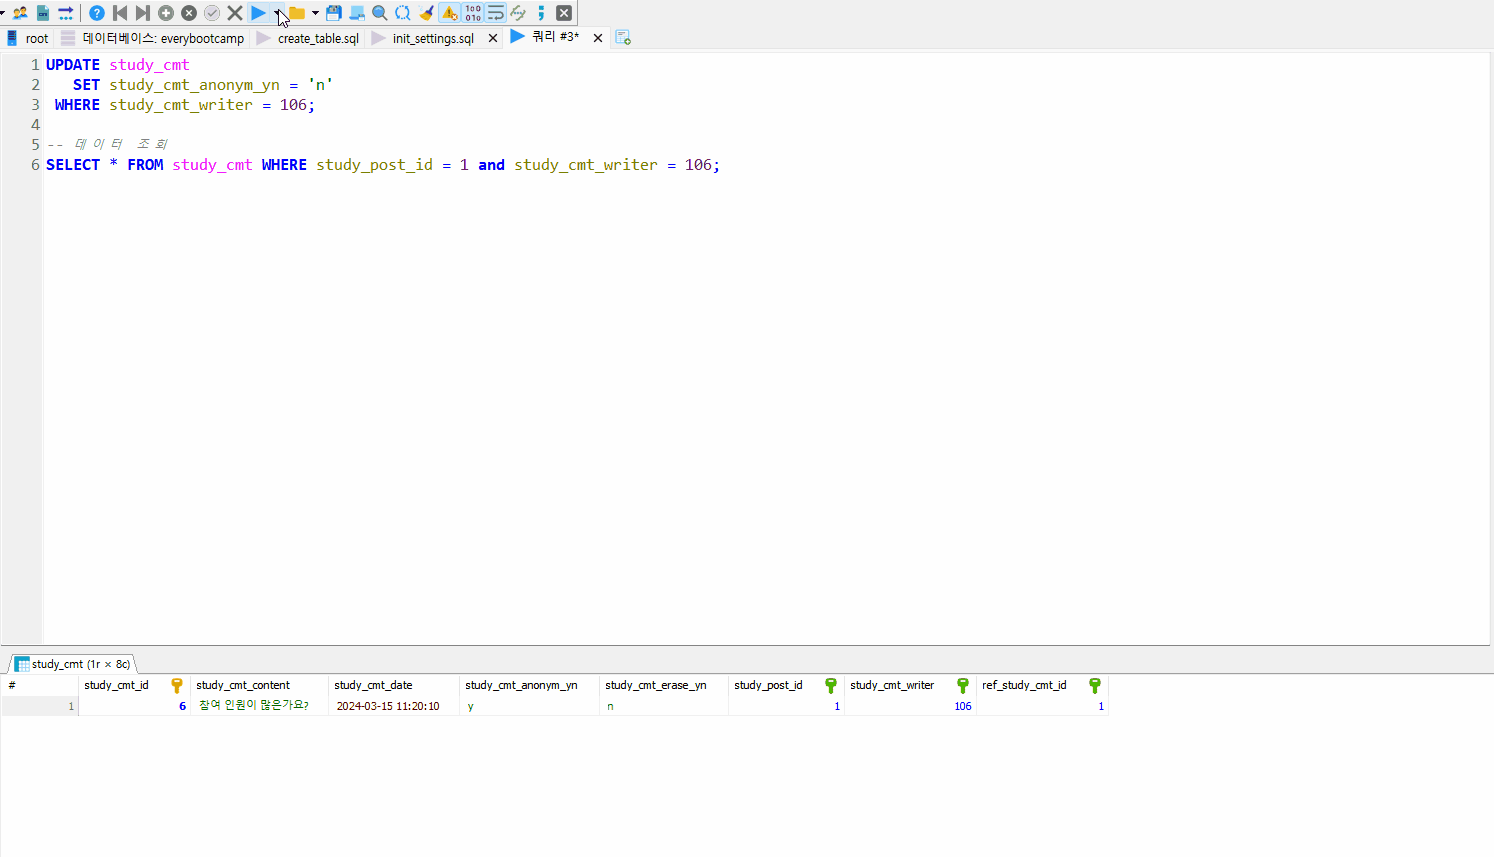 root 데이터베이스: everybootcamp create_table.sql init_settings.sql 쿼리 #3*
1 UPDATE study_cmt
2 SET study_cmt_anonym_yn = 'n'
3 WHERE study_cmt_writer = 106;
4
5 -- 데이터 조회
6 SELECT * FROM study_cmt WHERE study_post_id = 1 and study_cmt_writer = 106;
study_cmt (1r × 8c)
# study_cmt_id study_cmt_content study_cmt_date study_cmt_anonym_yn study_cmt_erase_yn study_post_id study_cmt_writer ref_study_cmt_id
1 6 참여 인원이 많은가요? 2024-03-15 11:20:10 y n 1 106 1